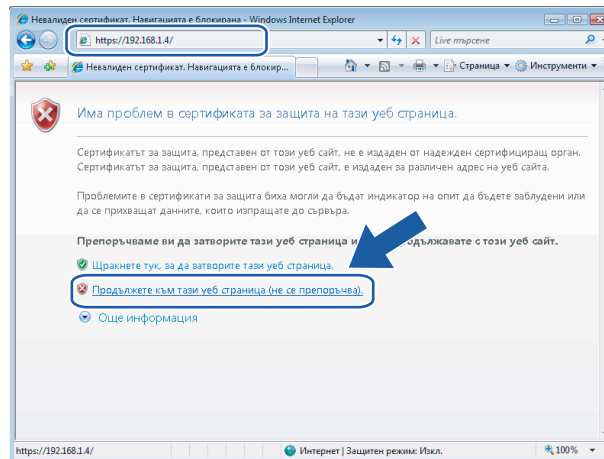 Невалиден сертификат. Навигацията е блокирана - Windows Internet Explorer
https://192.168.1.4/
Live търсене
Невалиден сертификат. Навигацията е блокир...
Страница
Инструменти
Има проблем в сертификата за защита на тази уеб страница.
Сертификатът за защита, представен от този уеб сайт, не е издаден от надежден сертифициращ орган.
Сертификатът за защита, представен от този уеб сайт, е издаден за различен адрес на уеб сайта.
Проблемите в сертификати за защита биха могли да бъдат индикатор на опит да бъдете заблудени или
да се прихващат данните, които изпращате до сървъра.
Препоръчваме ви да затворите тази уеб страница и одължавате с този уеб сайт.
Щракнете тук, за да затворите тази уеб страница.
Продължете към тази уеб страница (не се препоръчва).
Още информация
https://192.168.1.4/
Интернет | Защитен режим: Изкл.
100%